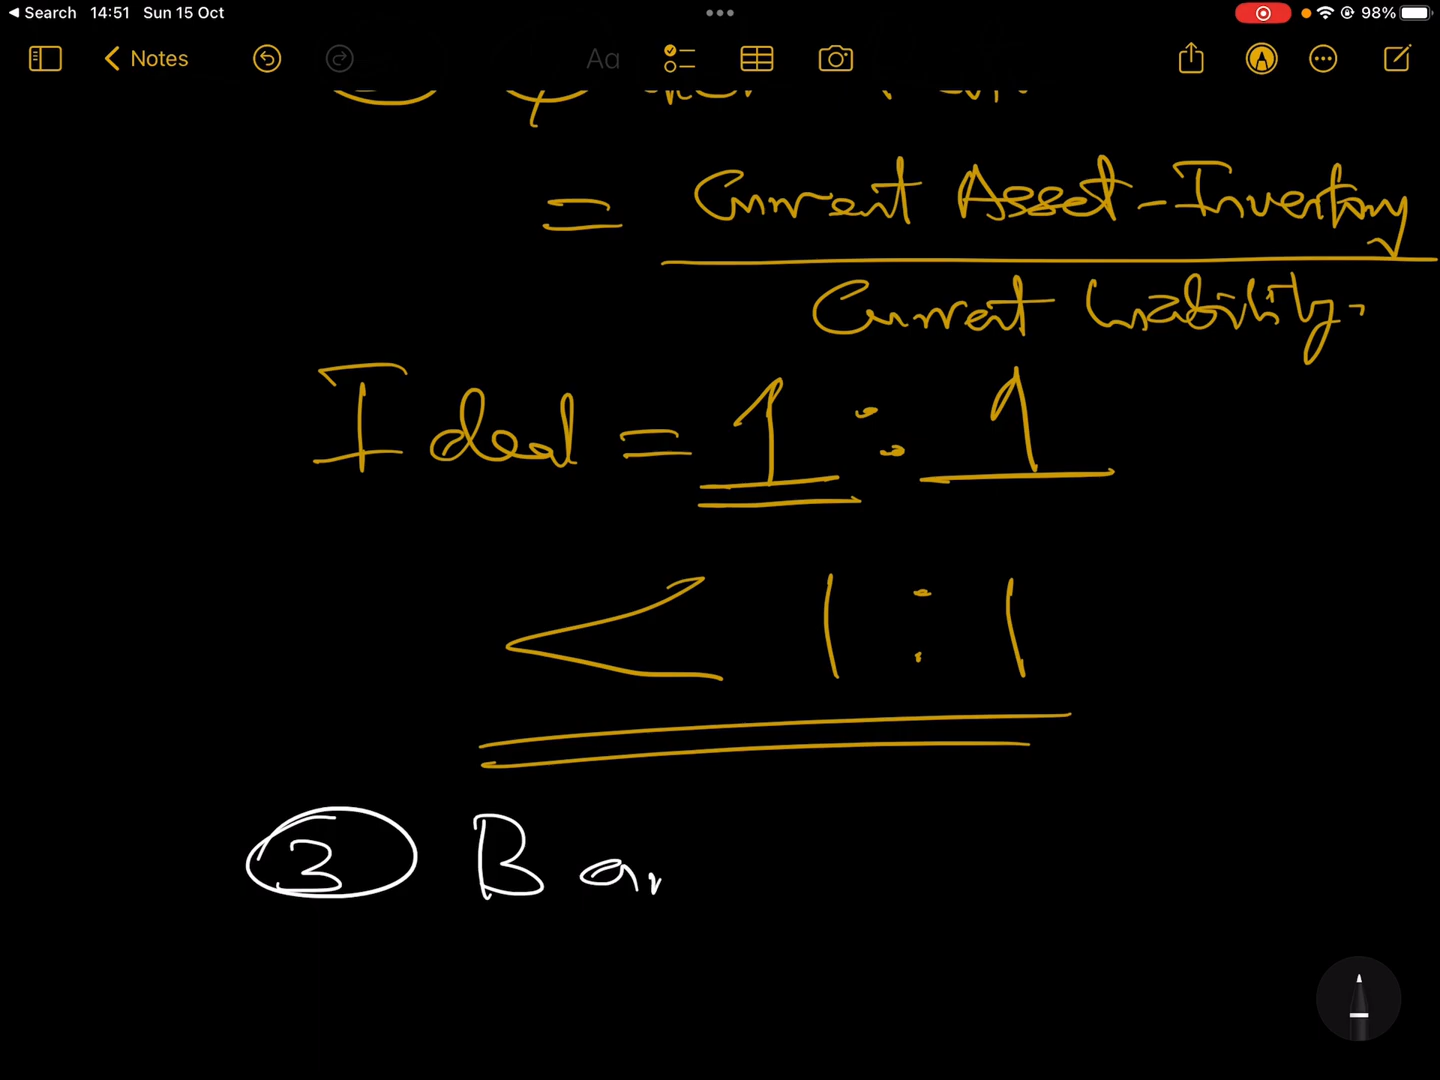 Search 14:51 Sun 15 Oct 98%
Notes Aa
= Current Asset-Inventory
Current Liability.
Ideal = 1 : 1
< 1 : 1
3 Ba